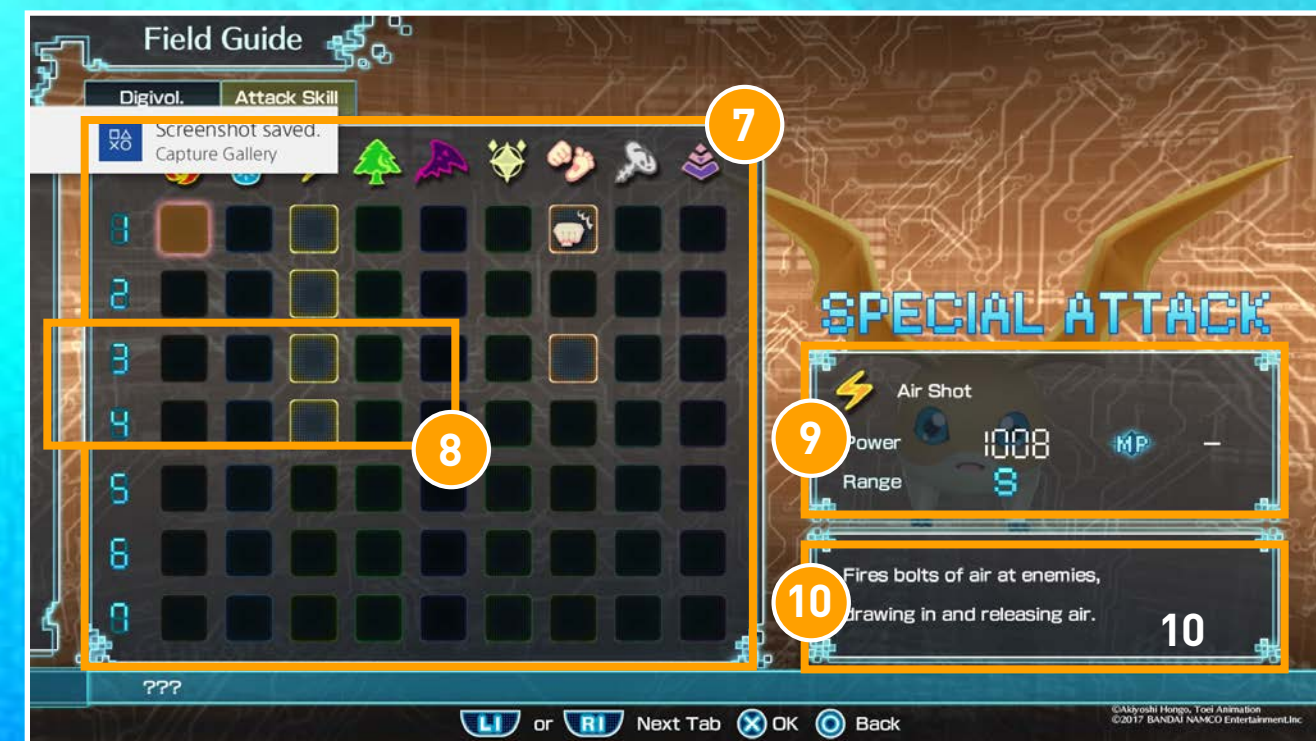 Field Guide
Digivol. Attack Skill
Screenshot saved.
Capture Gallery
7
1
2
3
4
8
5
6
7
SPECIAL ATTACK
9
Air Shot
Power 1008 MP –
Range S
10
Fires bolts of air at enemies,
drawing in and releasing air.
10
???
L1 or R1 Next Tab OK Back
©Akiyoshi Hongo, Toei Animation
©2017 BANDAI NAMCO Entertainment.Inc